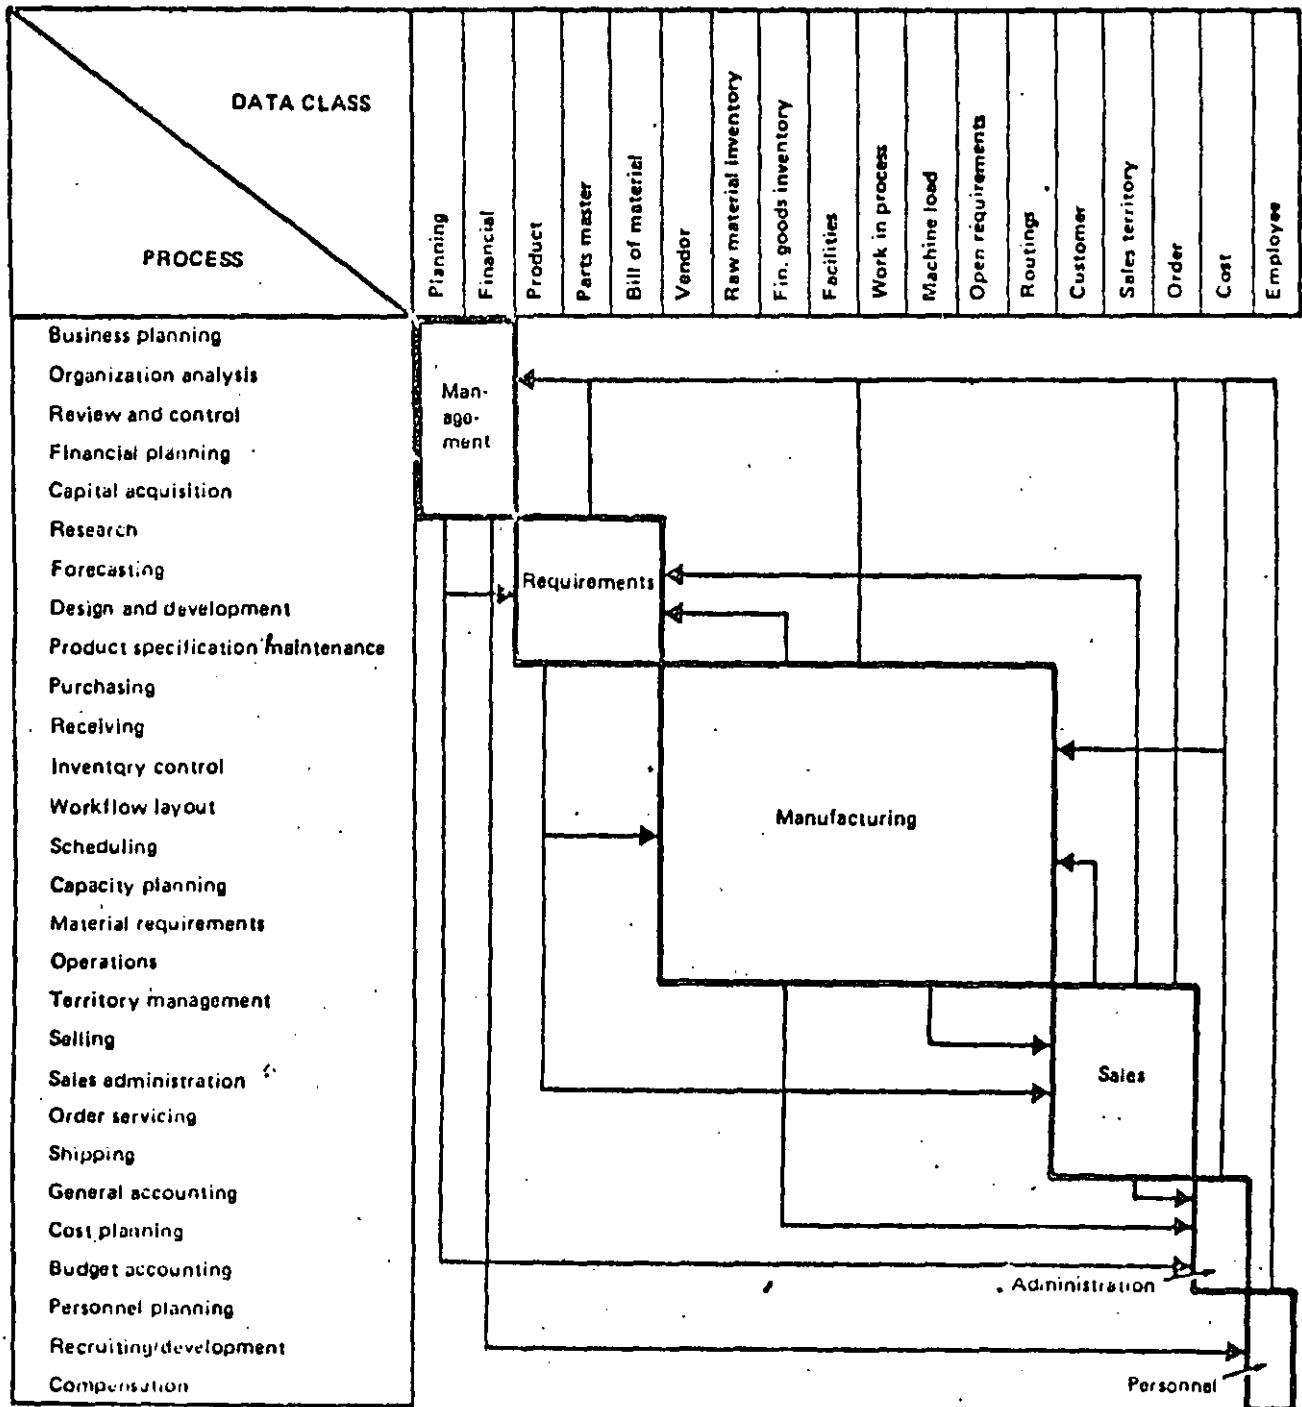 DATA CLASS
PROCESS
Planning
Financial
Product
Parts master
Bill of material
Vendor
Raw material inventory
Fin. goods inventory
Facilities
Work in process
Machine load
Open requirements
Routings
Customer
Sales territory
Order
Cost
Employee
Business planning
Organization analysis
Review and control
Financial planning
Capital acquisition
Research
Forecasting
Design and development
Product specification maintenance
Purchasing
Receiving
Inventory control
Workflow layout
Scheduling
Capacity planning
Material requirements
Operations
Territory management
Selling
Sales administration
Order servicing
Shipping
General accounting
Cost planning
Budget accounting
Personnel planning
Recruiting/development
Compensation
Man-
age-
ment
Requirements
Manufacturing
Sales
Administration
Personnel